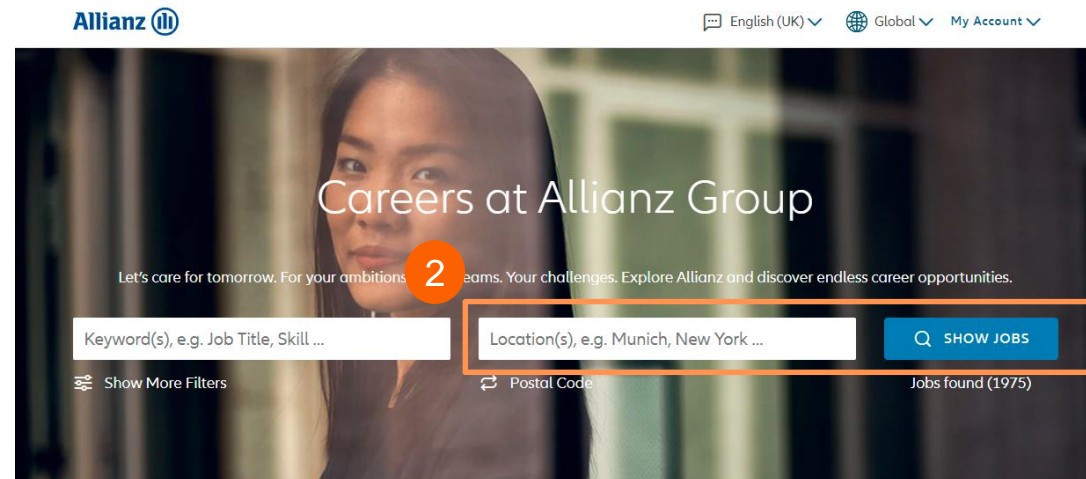 Allianz
English (UK) Global My Account
Careers at Allianz Group
2
Let's care for tomorrow. For your ambitions eams. Your challenges. Explore Allianz and discover endless career opportunities.
Keyword(s), e.g. Job Title, Skill ... Location(s), e.g. Munich, New York ... SHOW JOBS
Show More Filters Postal Code Jobs found (1975)